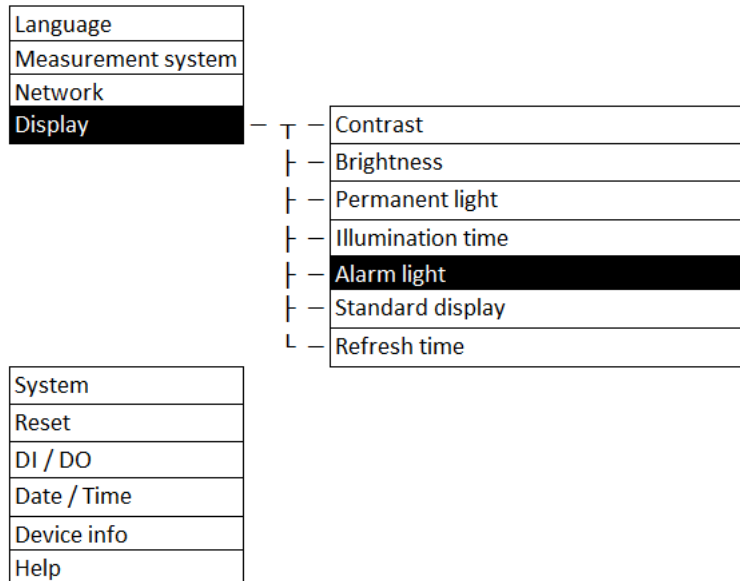 Language
Measurement system
Network
Display
Contrast
Brightness
Permanent light
Illumination time
Alarm light
Standard display
Refresh time
System
Reset
DI / DO
Date / Time
Device info
Help